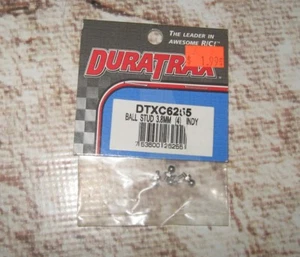 THE LEADER IN
AWESOME R/C!
DURATRAX
DTXC6265
BALL STUD 3.8MM (4) INDY